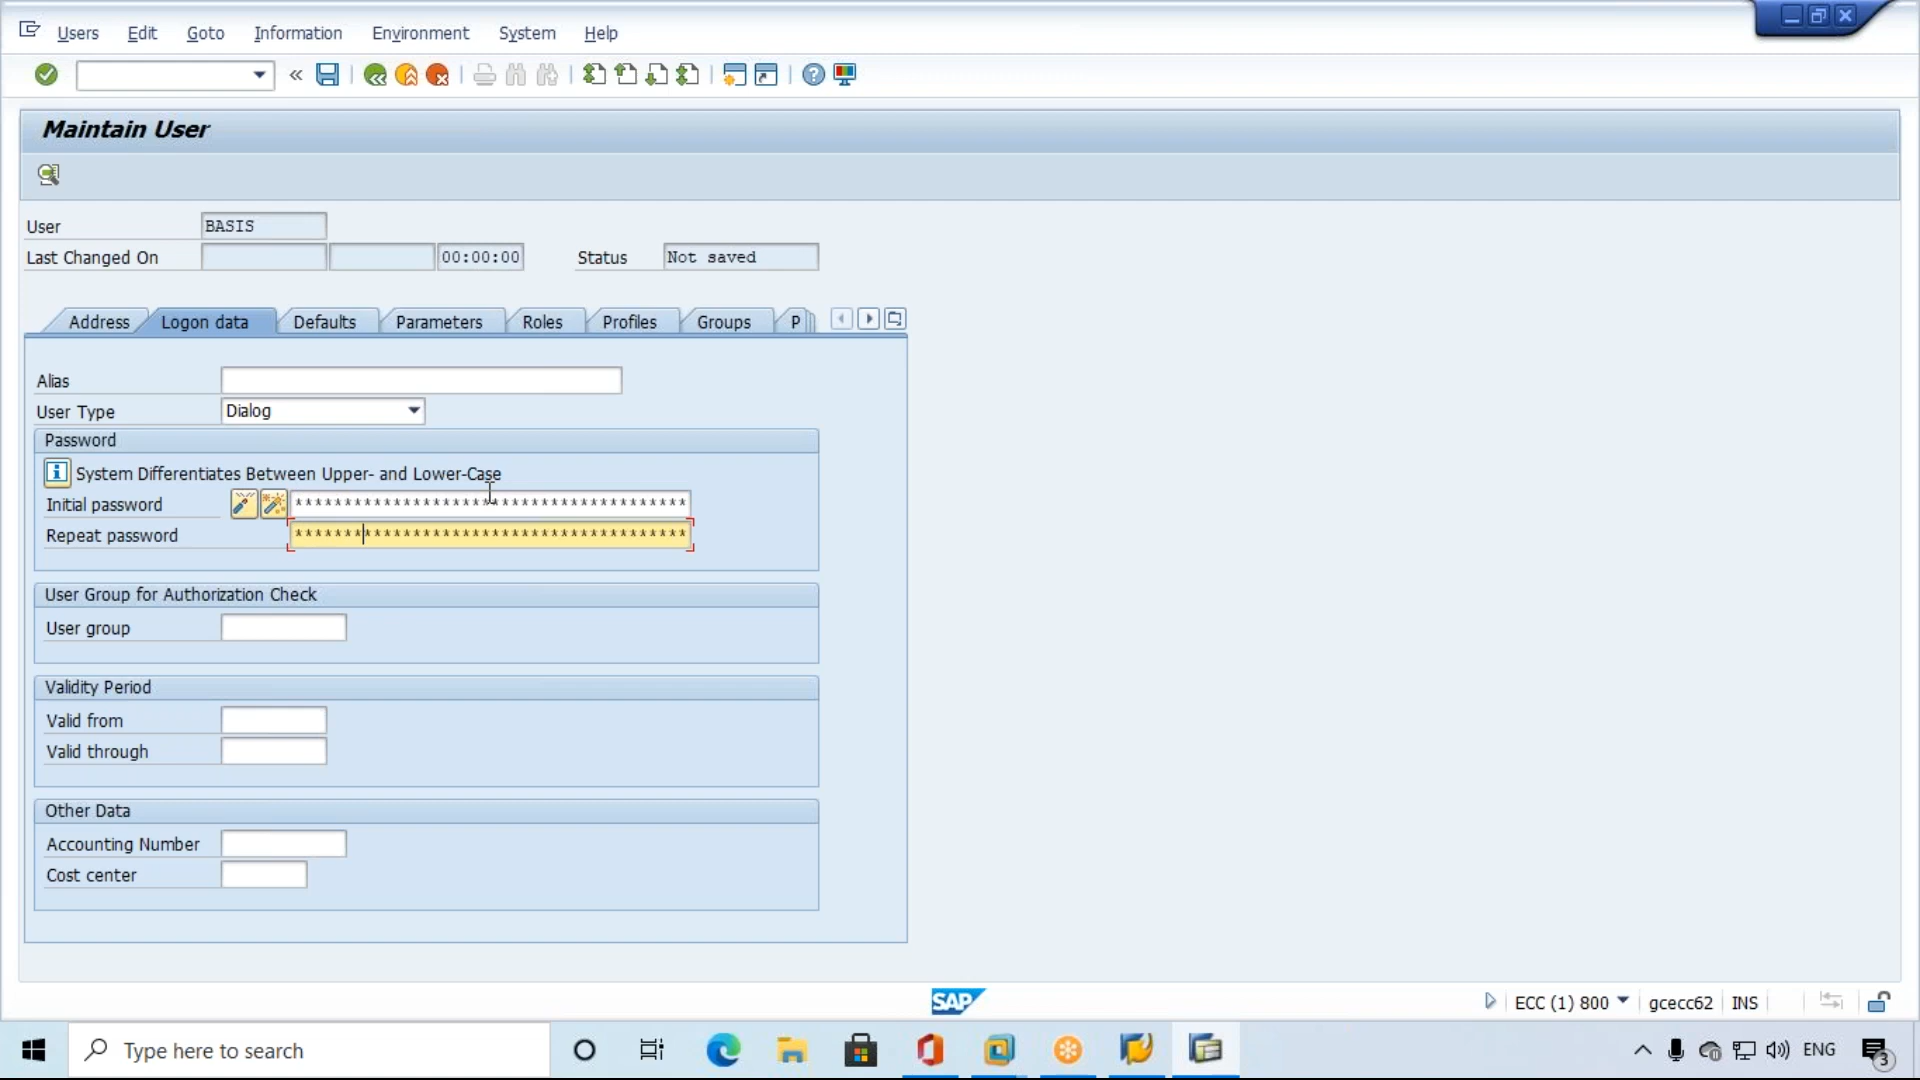 Users Edit Goto Information Environment System Help
Maintain User
User BASIS
Last Changed On 00:00:00 Status Not saved
Address Logon data Defaults Parameters Roles Profiles Groups P
Alias
User Type Dialog
Password
System Differentiates Between Upper- and Lower-Case
Initial password ****************************************
Repeat password ****************************************
User Group for Authorization Check
User group
Validity Period
Valid from
Valid through
Other Data
Accounting Number
Cost center
SAP
ECC (1) 800 gcecc62 INS
Type here to search
ENG
3